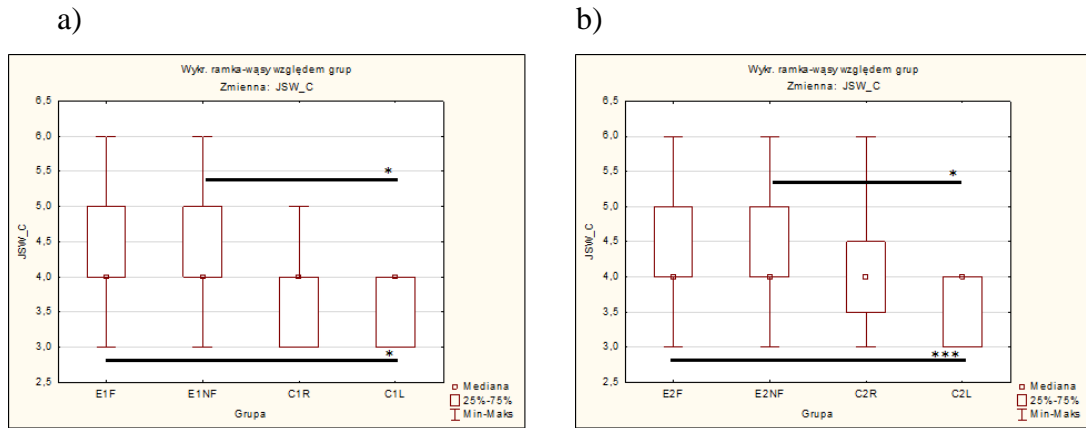 a)
Wykr. ramka-wąsy względem grup
Zmienna: JSW_C
6,5
6,0
5,5
5,0
4,5
4,0
3,5
3,0
2,5
JSW_C
*
*
E1F E1NF C1R C1L
Grupa
Mediana
25%-75%
Min-Maks
b)
Wykr. ramka-wąsy względem grup
Zmienna: JSW_C
6,5
6,0
5,5
5,0
4,5
4,0
3,5
3,0
2,5
JSW_C
*
***
E2F E2NF C2R C2L
Grupa
Mediana
25%-75%
Min-Maks